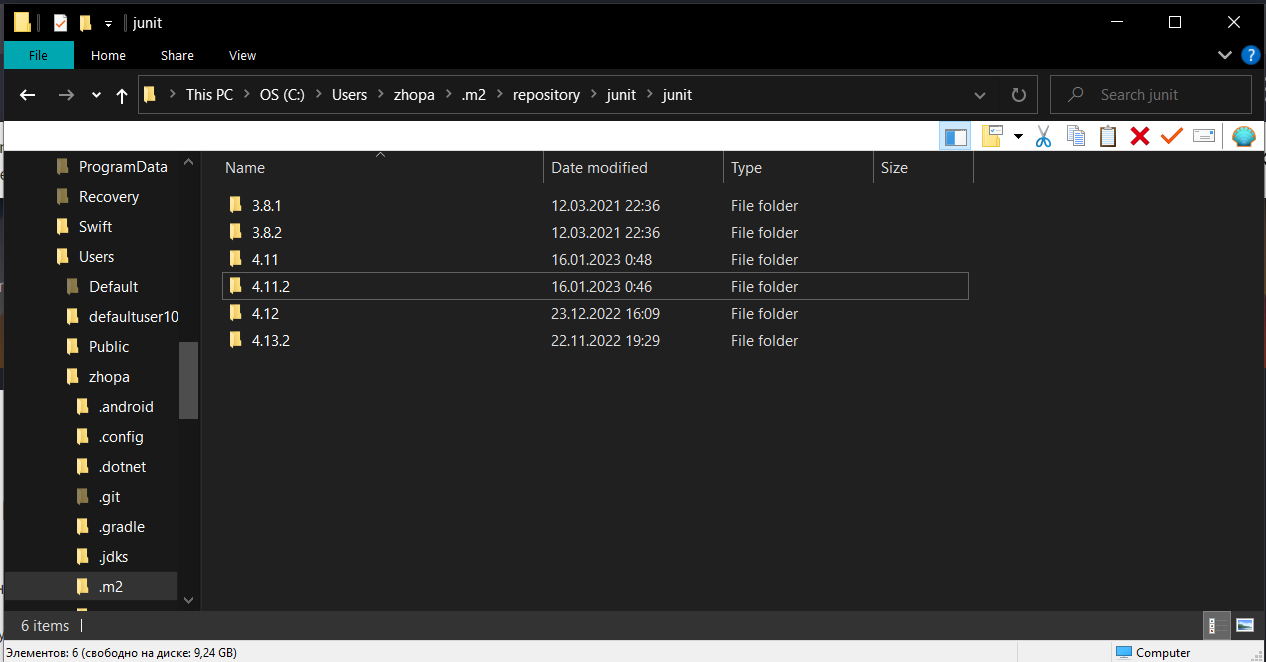 junit
File Home Share View
This PC OS (C:) Users zhopa .m2 repository junit junit Search junit
Name Date modified Type Size
ProgramData
Recovery
Swift
Users
Default
defaultuser10
Public
zhopa
.android
.config
.dotnet
.git
.gradle
.jdks
.m2
3.8.1 12.03.2021 22:36 File folder
3.8.2 12.03.2021 22:36 File folder
4.11 16.01.2023 0:48 File folder
4.11.2 16.01.2023 0:46 File folder
4.12 23.12.2022 16:09 File folder
4.13.2 22.11.2022 19:29 File folder
6 items
Элементов: 6 (свободно на диске: 9,24 GB) Computer